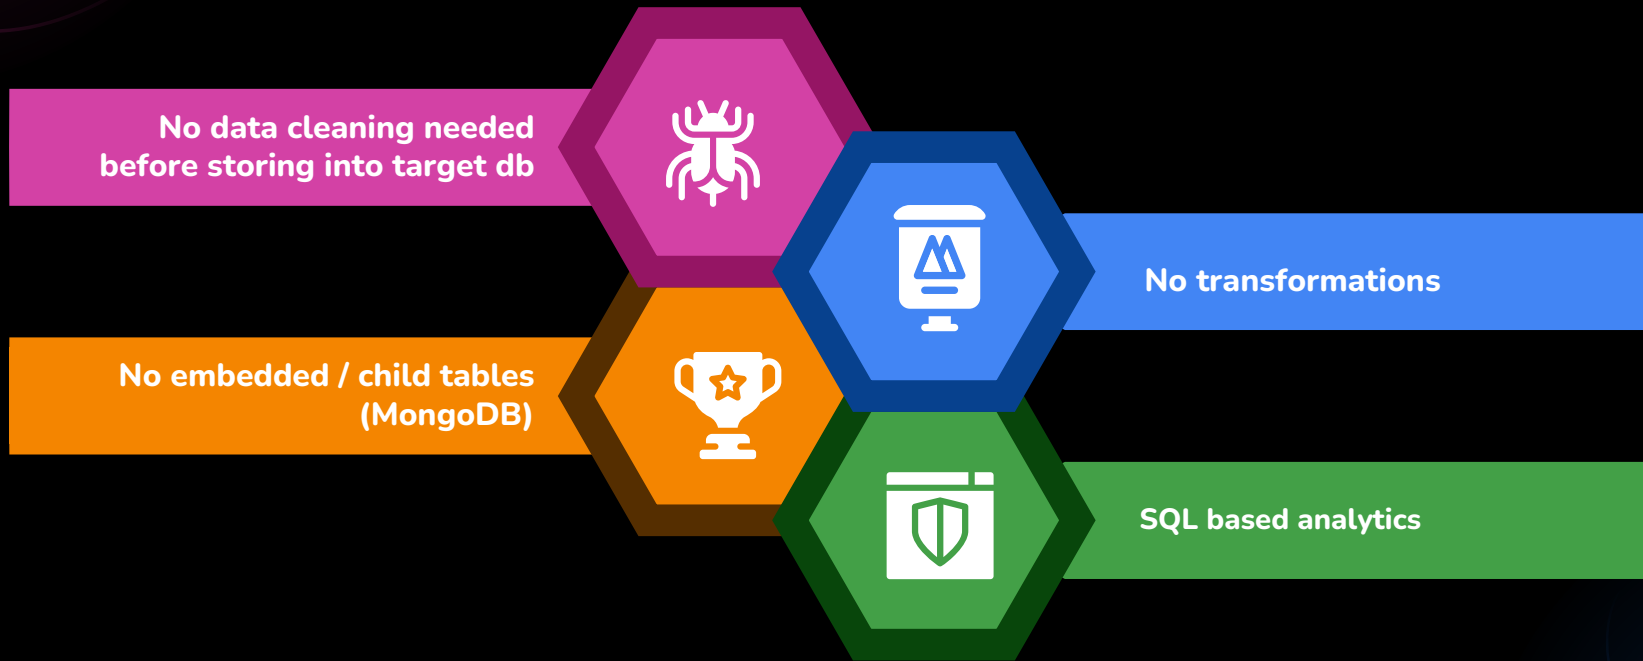 No data cleaning needed
before storing into target db
No transformations
No embedded / child tables
(MongoDB)
SQL based analytics